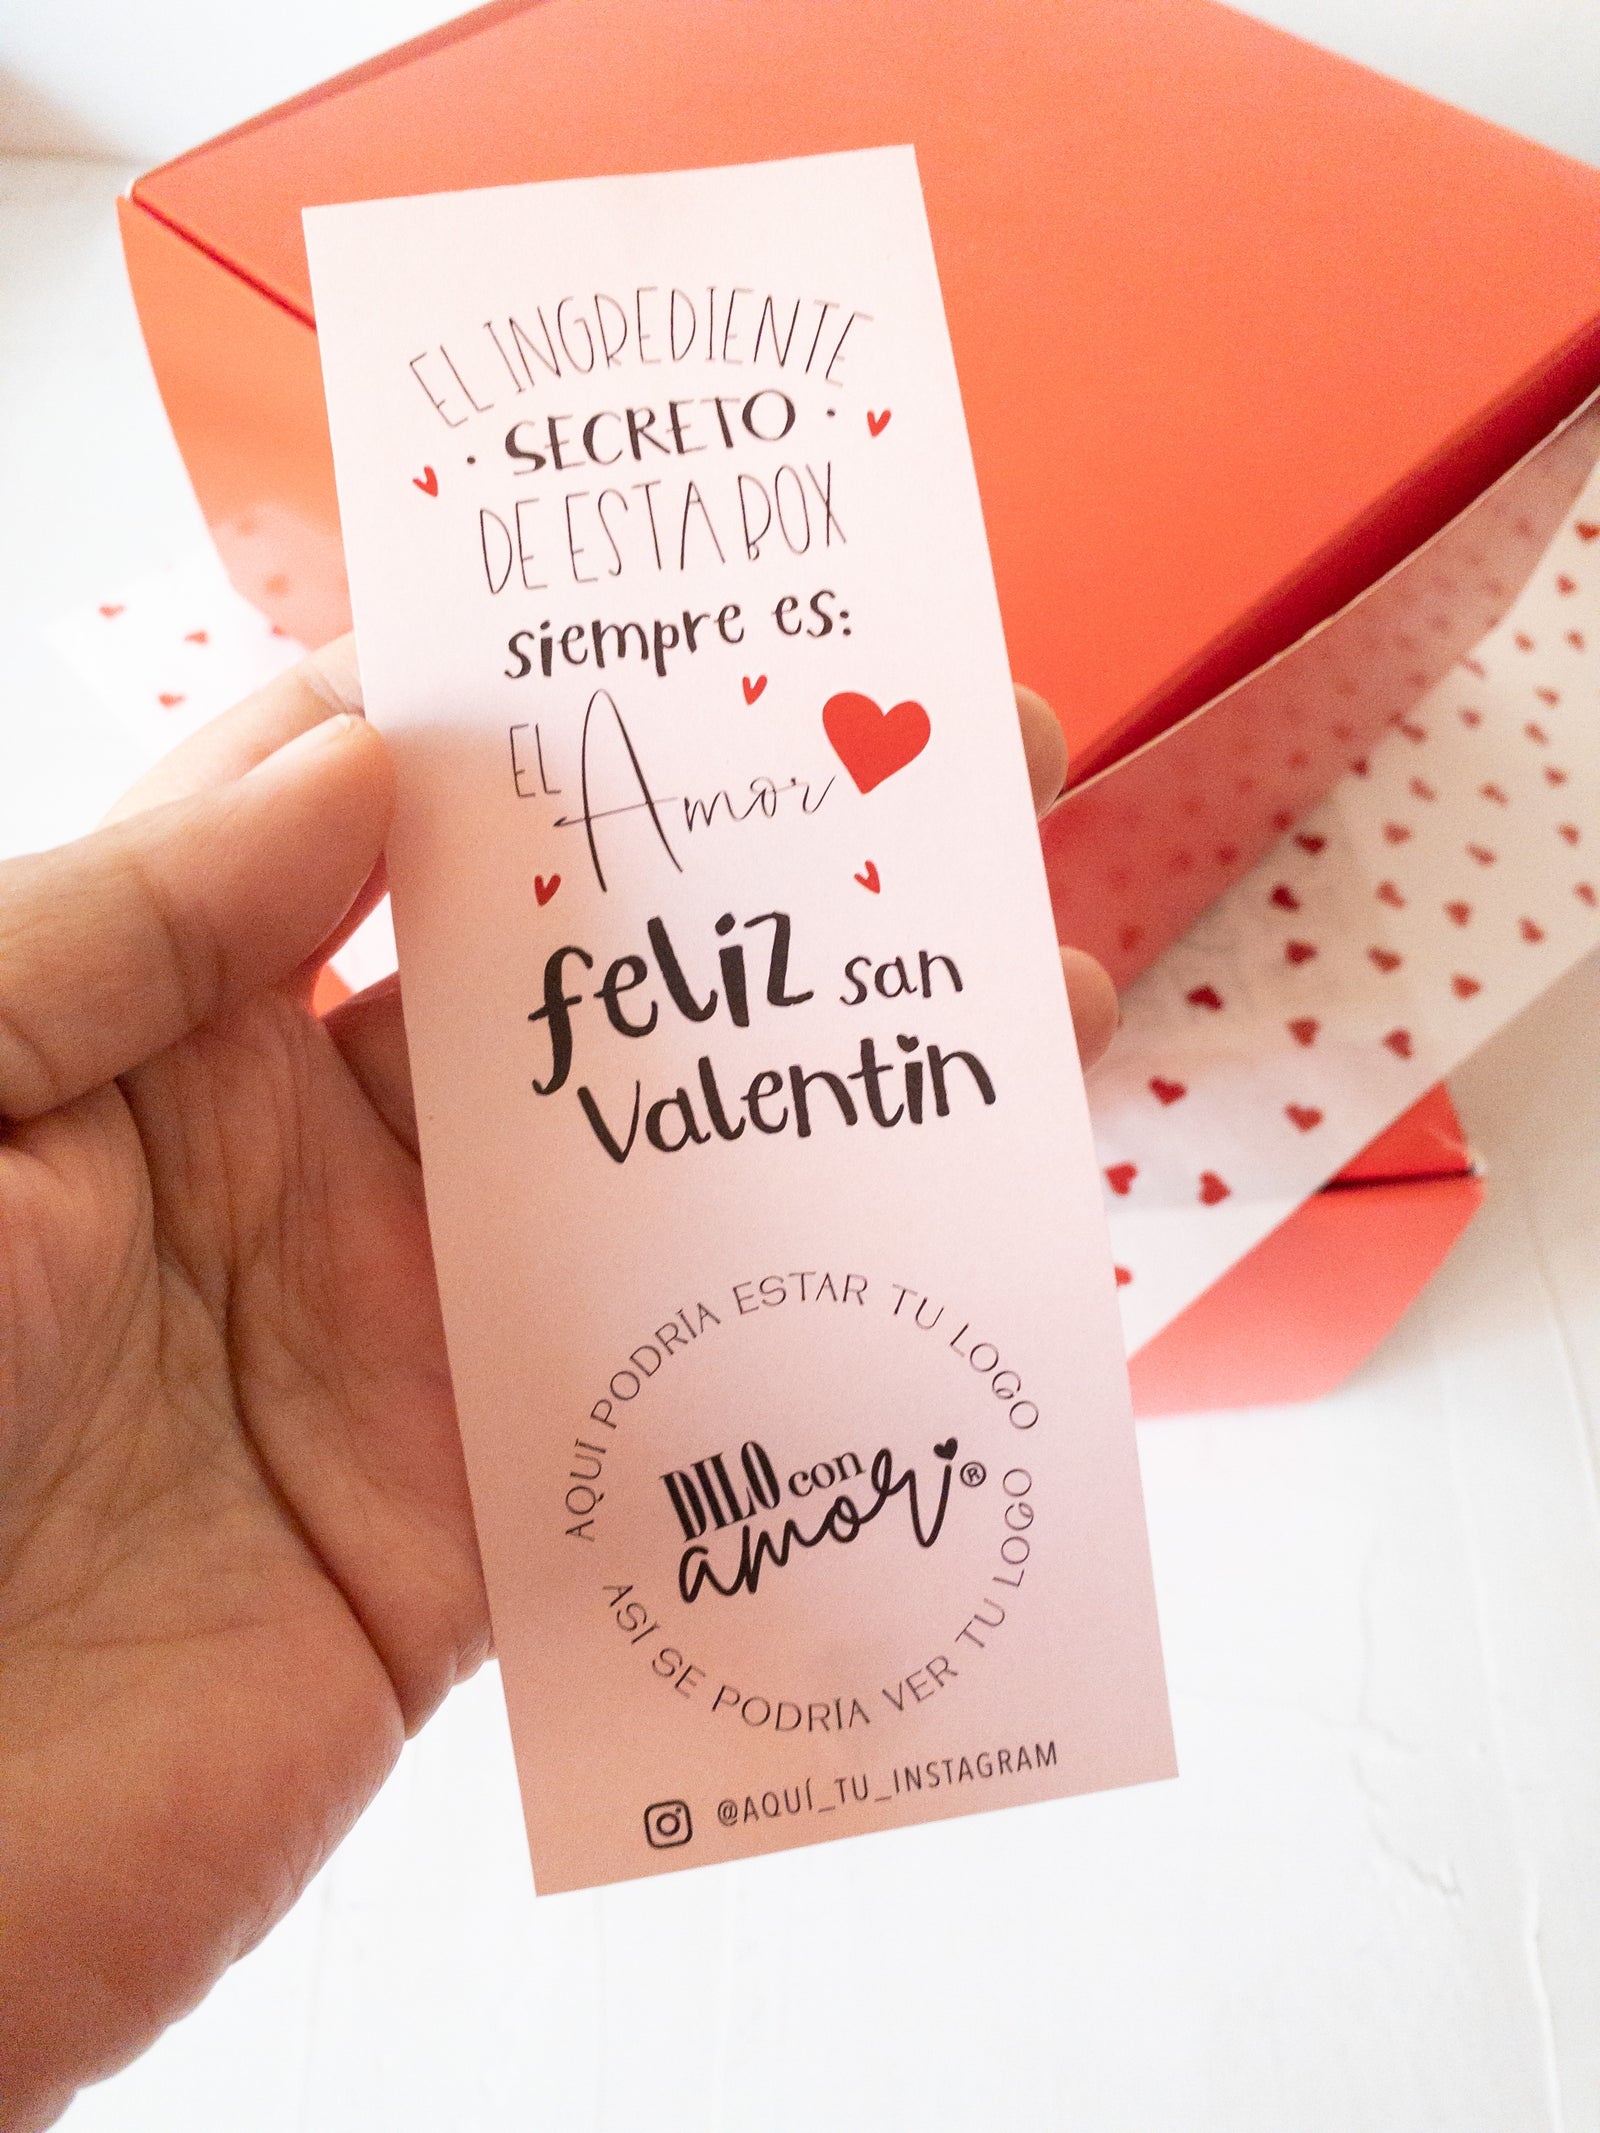 EL INGREDIENTE
· SECRETO ·
DE ESTA BOX
siempre es:
EL Amor
feliz san
valentin
AQUÍ PODRÍA ESTAR TU LOGO
DILO con
amor ®
ASÍ SE PODRÍA VER TU LOGO
@AQUÍ_TU_INSTAGRAM